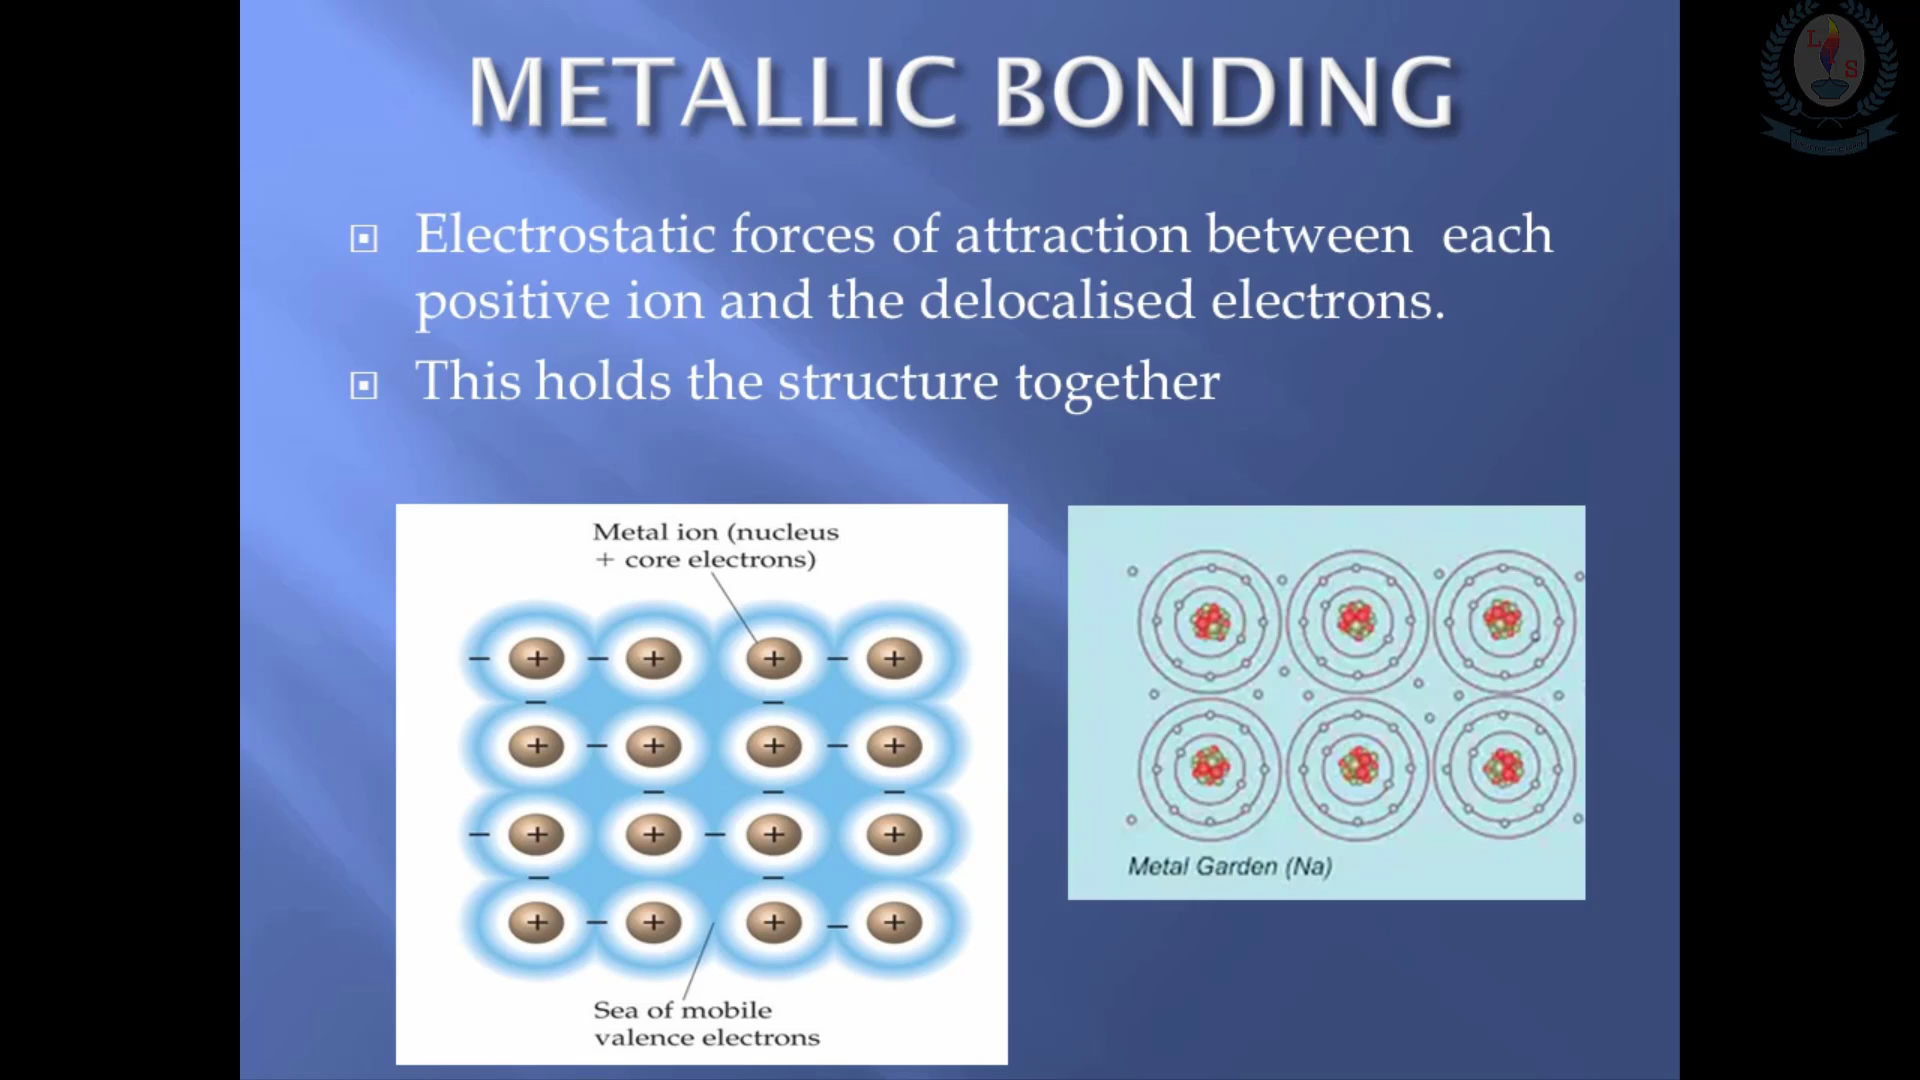 METALLIC BONDING
Electrostatic forces of attraction between each
positive ion and the delocalised electrons.
This holds the structure together
Metal ion (nucleus
+ core electrons)
− + − + + − +
− −
+ − + + − +
− − −
− + + − + +
− −
+ − + + − +
Sea of mobile
valence electrons
Metal Garden (Na)
L
S